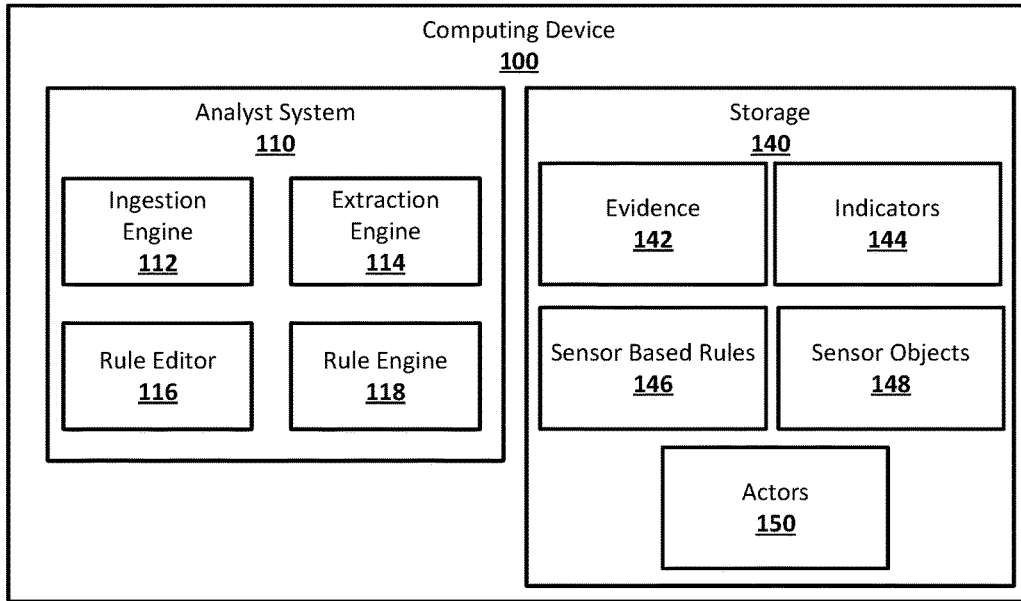 Computing Device
100
Analyst System
110
Ingestion
Engine
112
Extraction
Engine
114
Rule Editor
116
Rule Engine
118
Storage
140
Evidence
142
Indicators
144
Sensor Based Rules
146
Sensor Objects
148
Actors
150